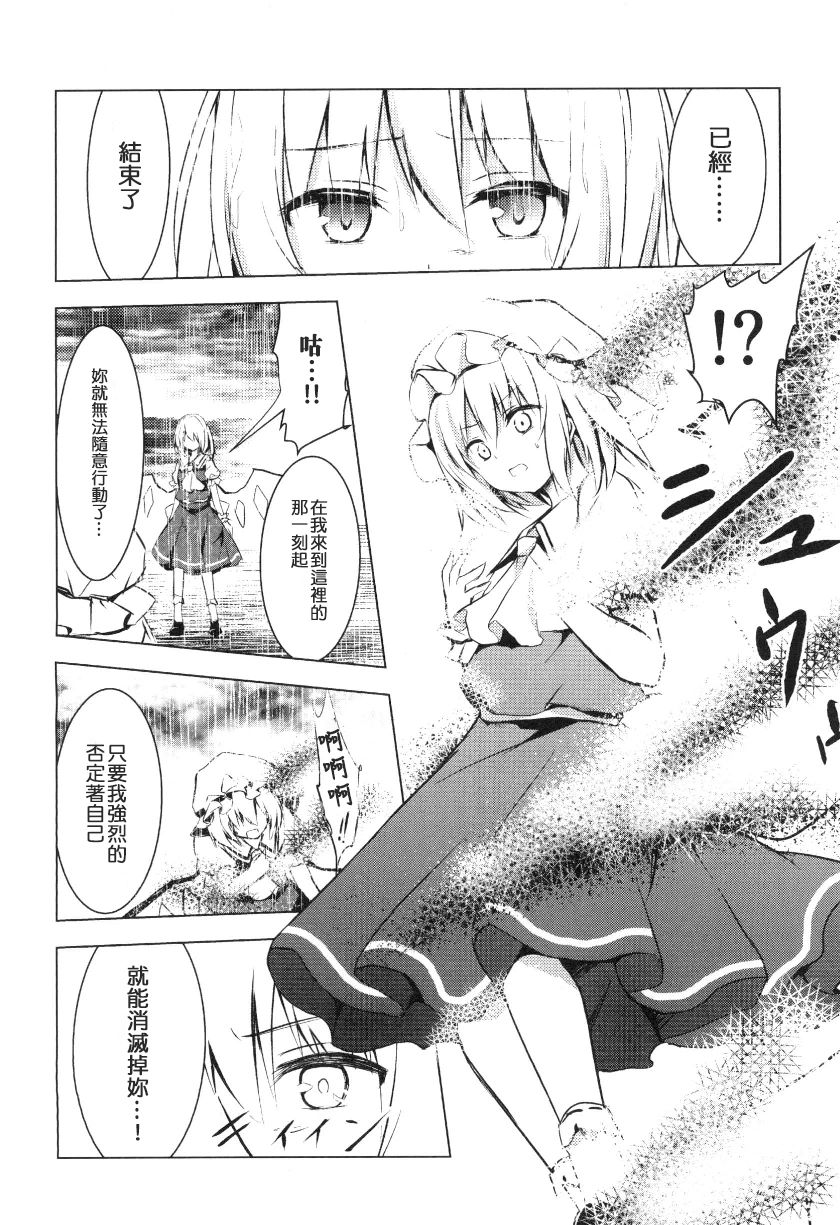 已經……
結束了
!?
シュウウ
咕…!!
在我來到這裡的
那一刻起
妳就無法隨意行動了…
啊啊啊…!!
只要我強烈的
否定著自己
就能消滅掉妳…!
キィイイン